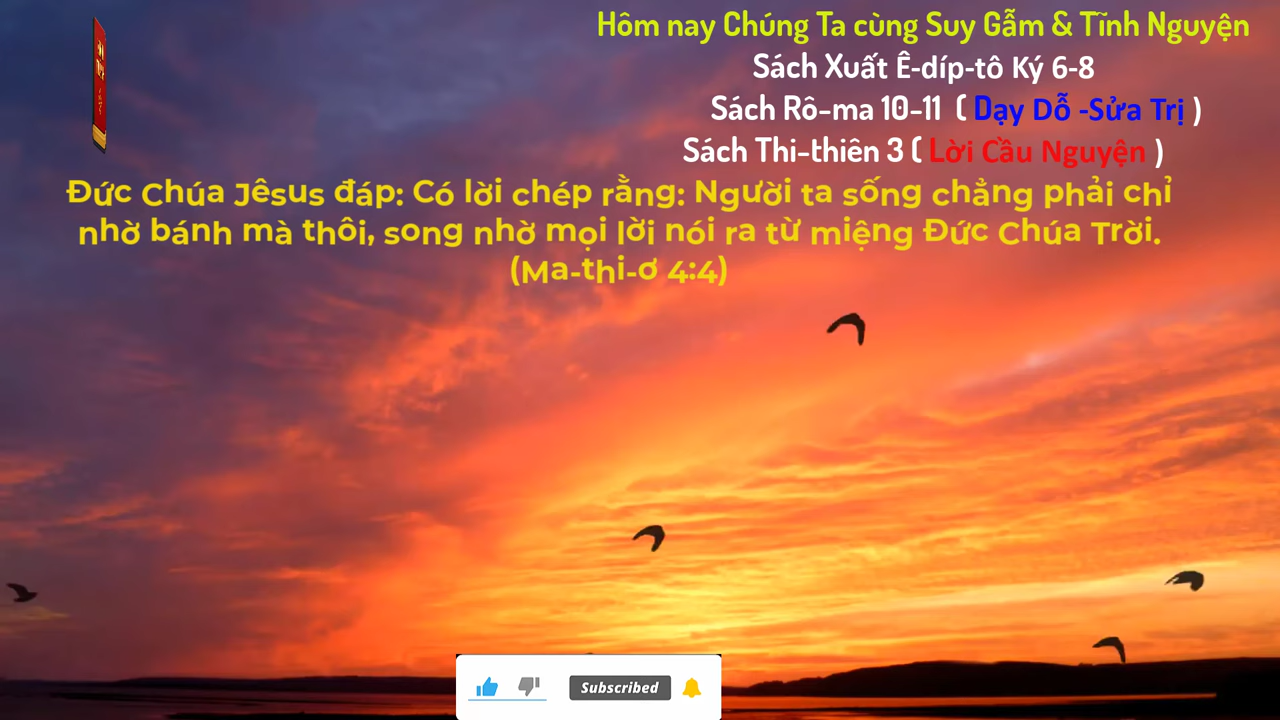 Hôm nay Chúng Ta cùng Suy Gẫm & Tĩnh Nguyện
Sách Xuất Ê-díp-tô Ký 6-8
Sách Rô-ma 10-11 ( Dạy Dỗ -Sửa Trị )
Sách Thi-thiên 3 ( Lời Cầu Nguyện )
Đức Chúa Jêsus đáp: Có lời chép rằng: Người ta sống chẳng phải chỉ
nhờ bánh mà thôi, song nhờ mọi lời nói ra từ miệng Đức Chúa Trời.
(Ma-thi-ơ 4:4)
Subscribed